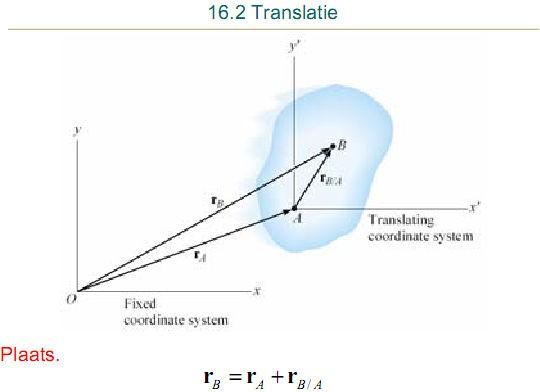 16.2 Translatie
y'
y
B
r_B/A
r_B
A
x'
Translating
coordinate system
r_A
O
x
Fixed
coordinate system
Plaats.
r_B = r_A + r_B/A